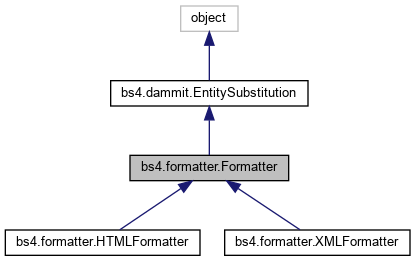 object
bs4.dammit.EntitySubstitution
bs4.formatter.Formatter
bs4.formatter.HTMLFormatter
bs4.formatter.XMLFormatter